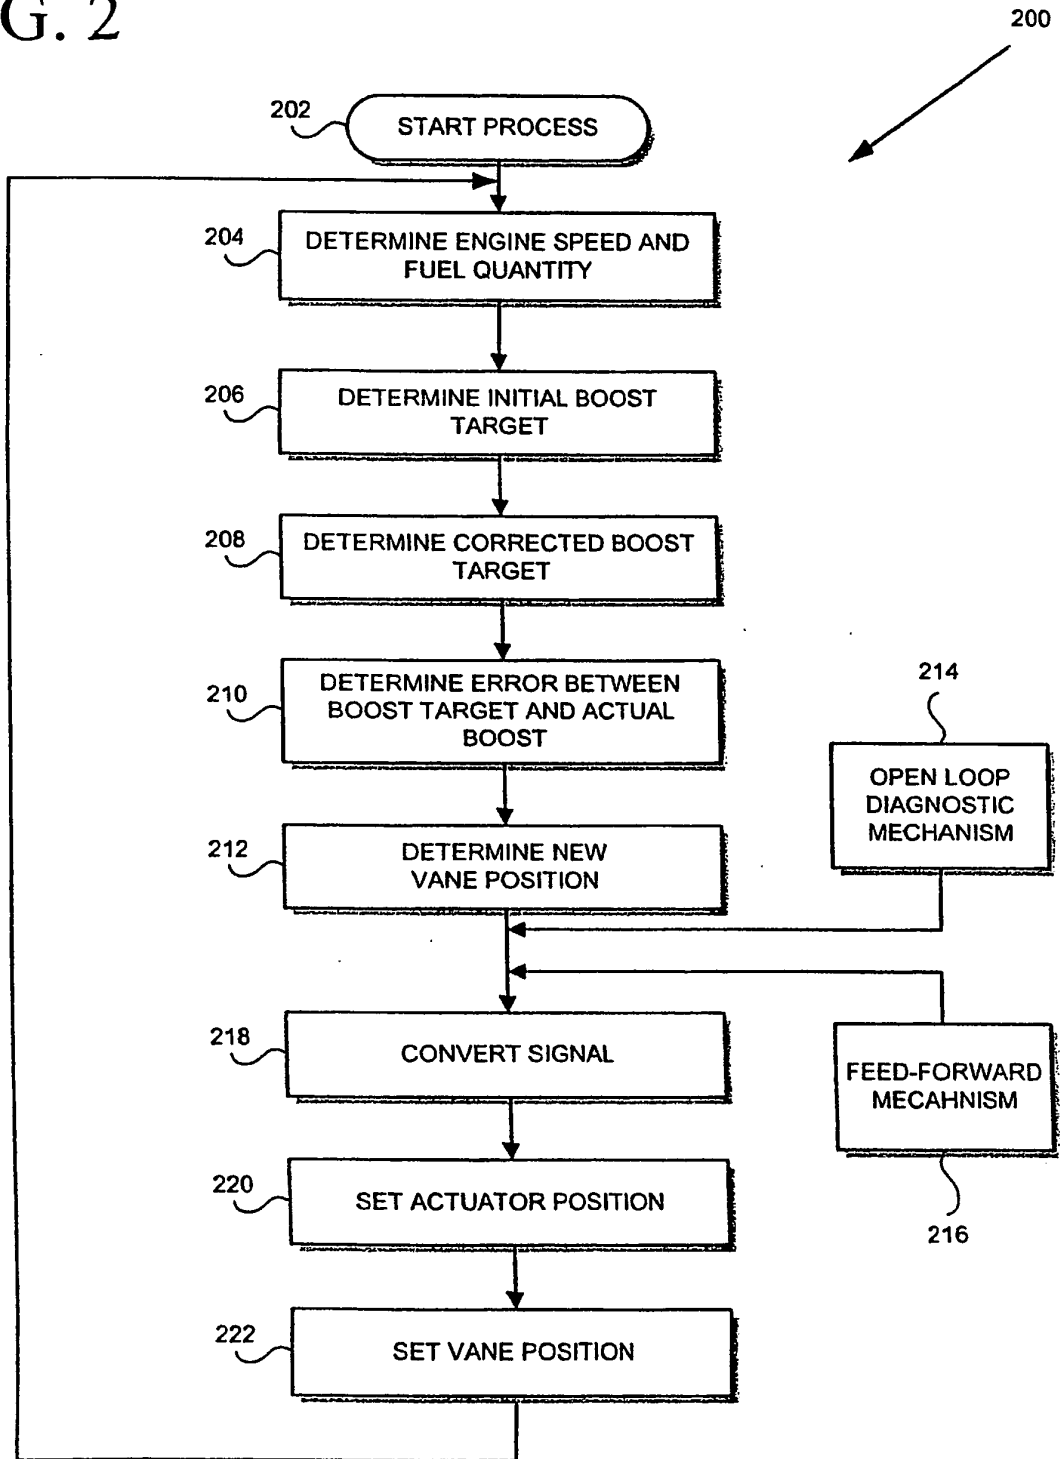 G. 2
200
202
START PROCESS
204
DETERMINE ENGINE SPEED AND
FUEL QUANTITY
206
DETERMINE INITIAL BOOST
TARGET
208
DETERMINE CORRECTED BOOST
TARGET
210
DETERMINE ERROR BETWEEN
BOOST TARGET AND ACTUAL
BOOST
214
OPEN LOOP
DIAGNOSTIC
MECHANISM
212
DETERMINE NEW
VANE POSITION
218
CONVERT SIGNAL
FEED-FORWARD
MECAHNISM
216
220
SET ACTUATOR POSITION
222
SET VANE POSITION